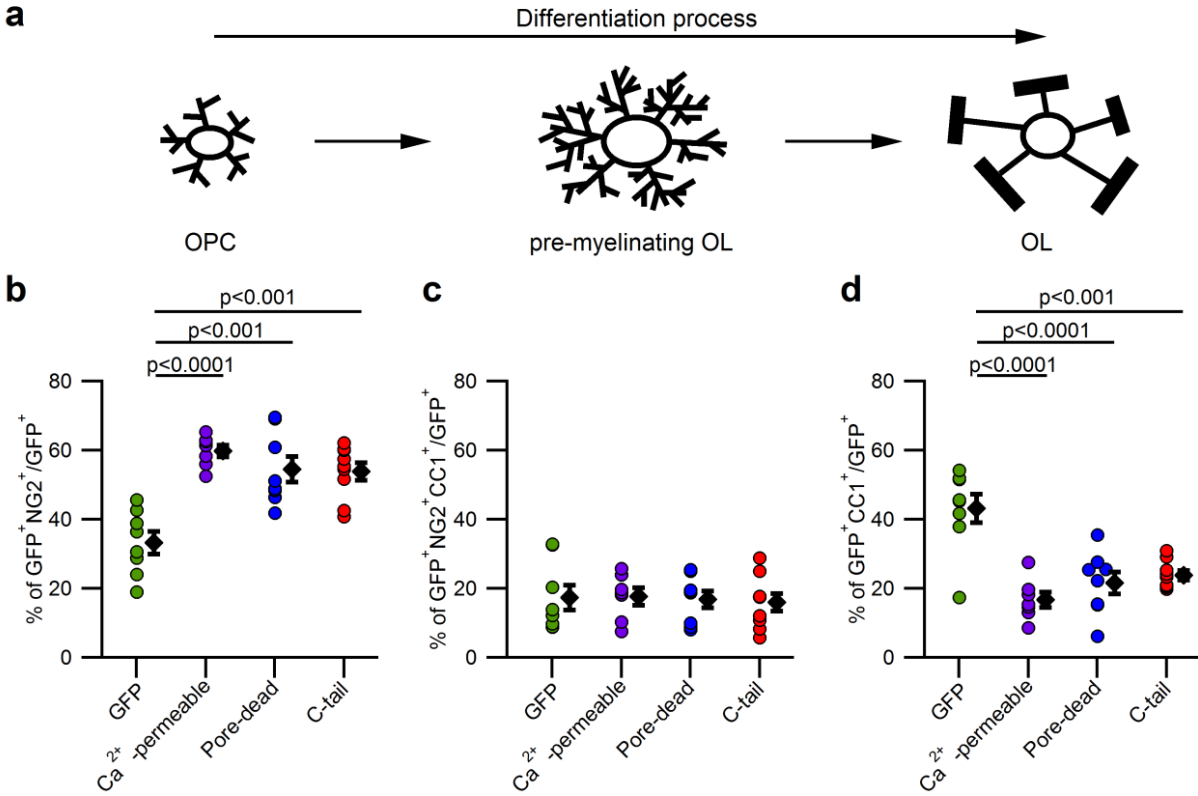 a
Differentiation process
OPC
pre-myelinating OL
OL
b
p<0.001
p<0.001
p<0.0001
% of GFP⁺NG2⁺/GFP⁺
80
60
40
20
0
GFP
Ca²⁺-permeable
Pore-dead
C-tail
c
% of GFP⁺NG2⁺CC1⁺/GFP⁺
80
60
40
20
0
GFP
Ca²⁺-permeable
Pore-dead
C-tail
d
p<0.001
p<0.0001
p<0.0001
% of GFP⁺CC1⁺/GFP⁺
80
60
40
20
0
GFP
Ca²⁺-permeable
Pore-dead
C-tail